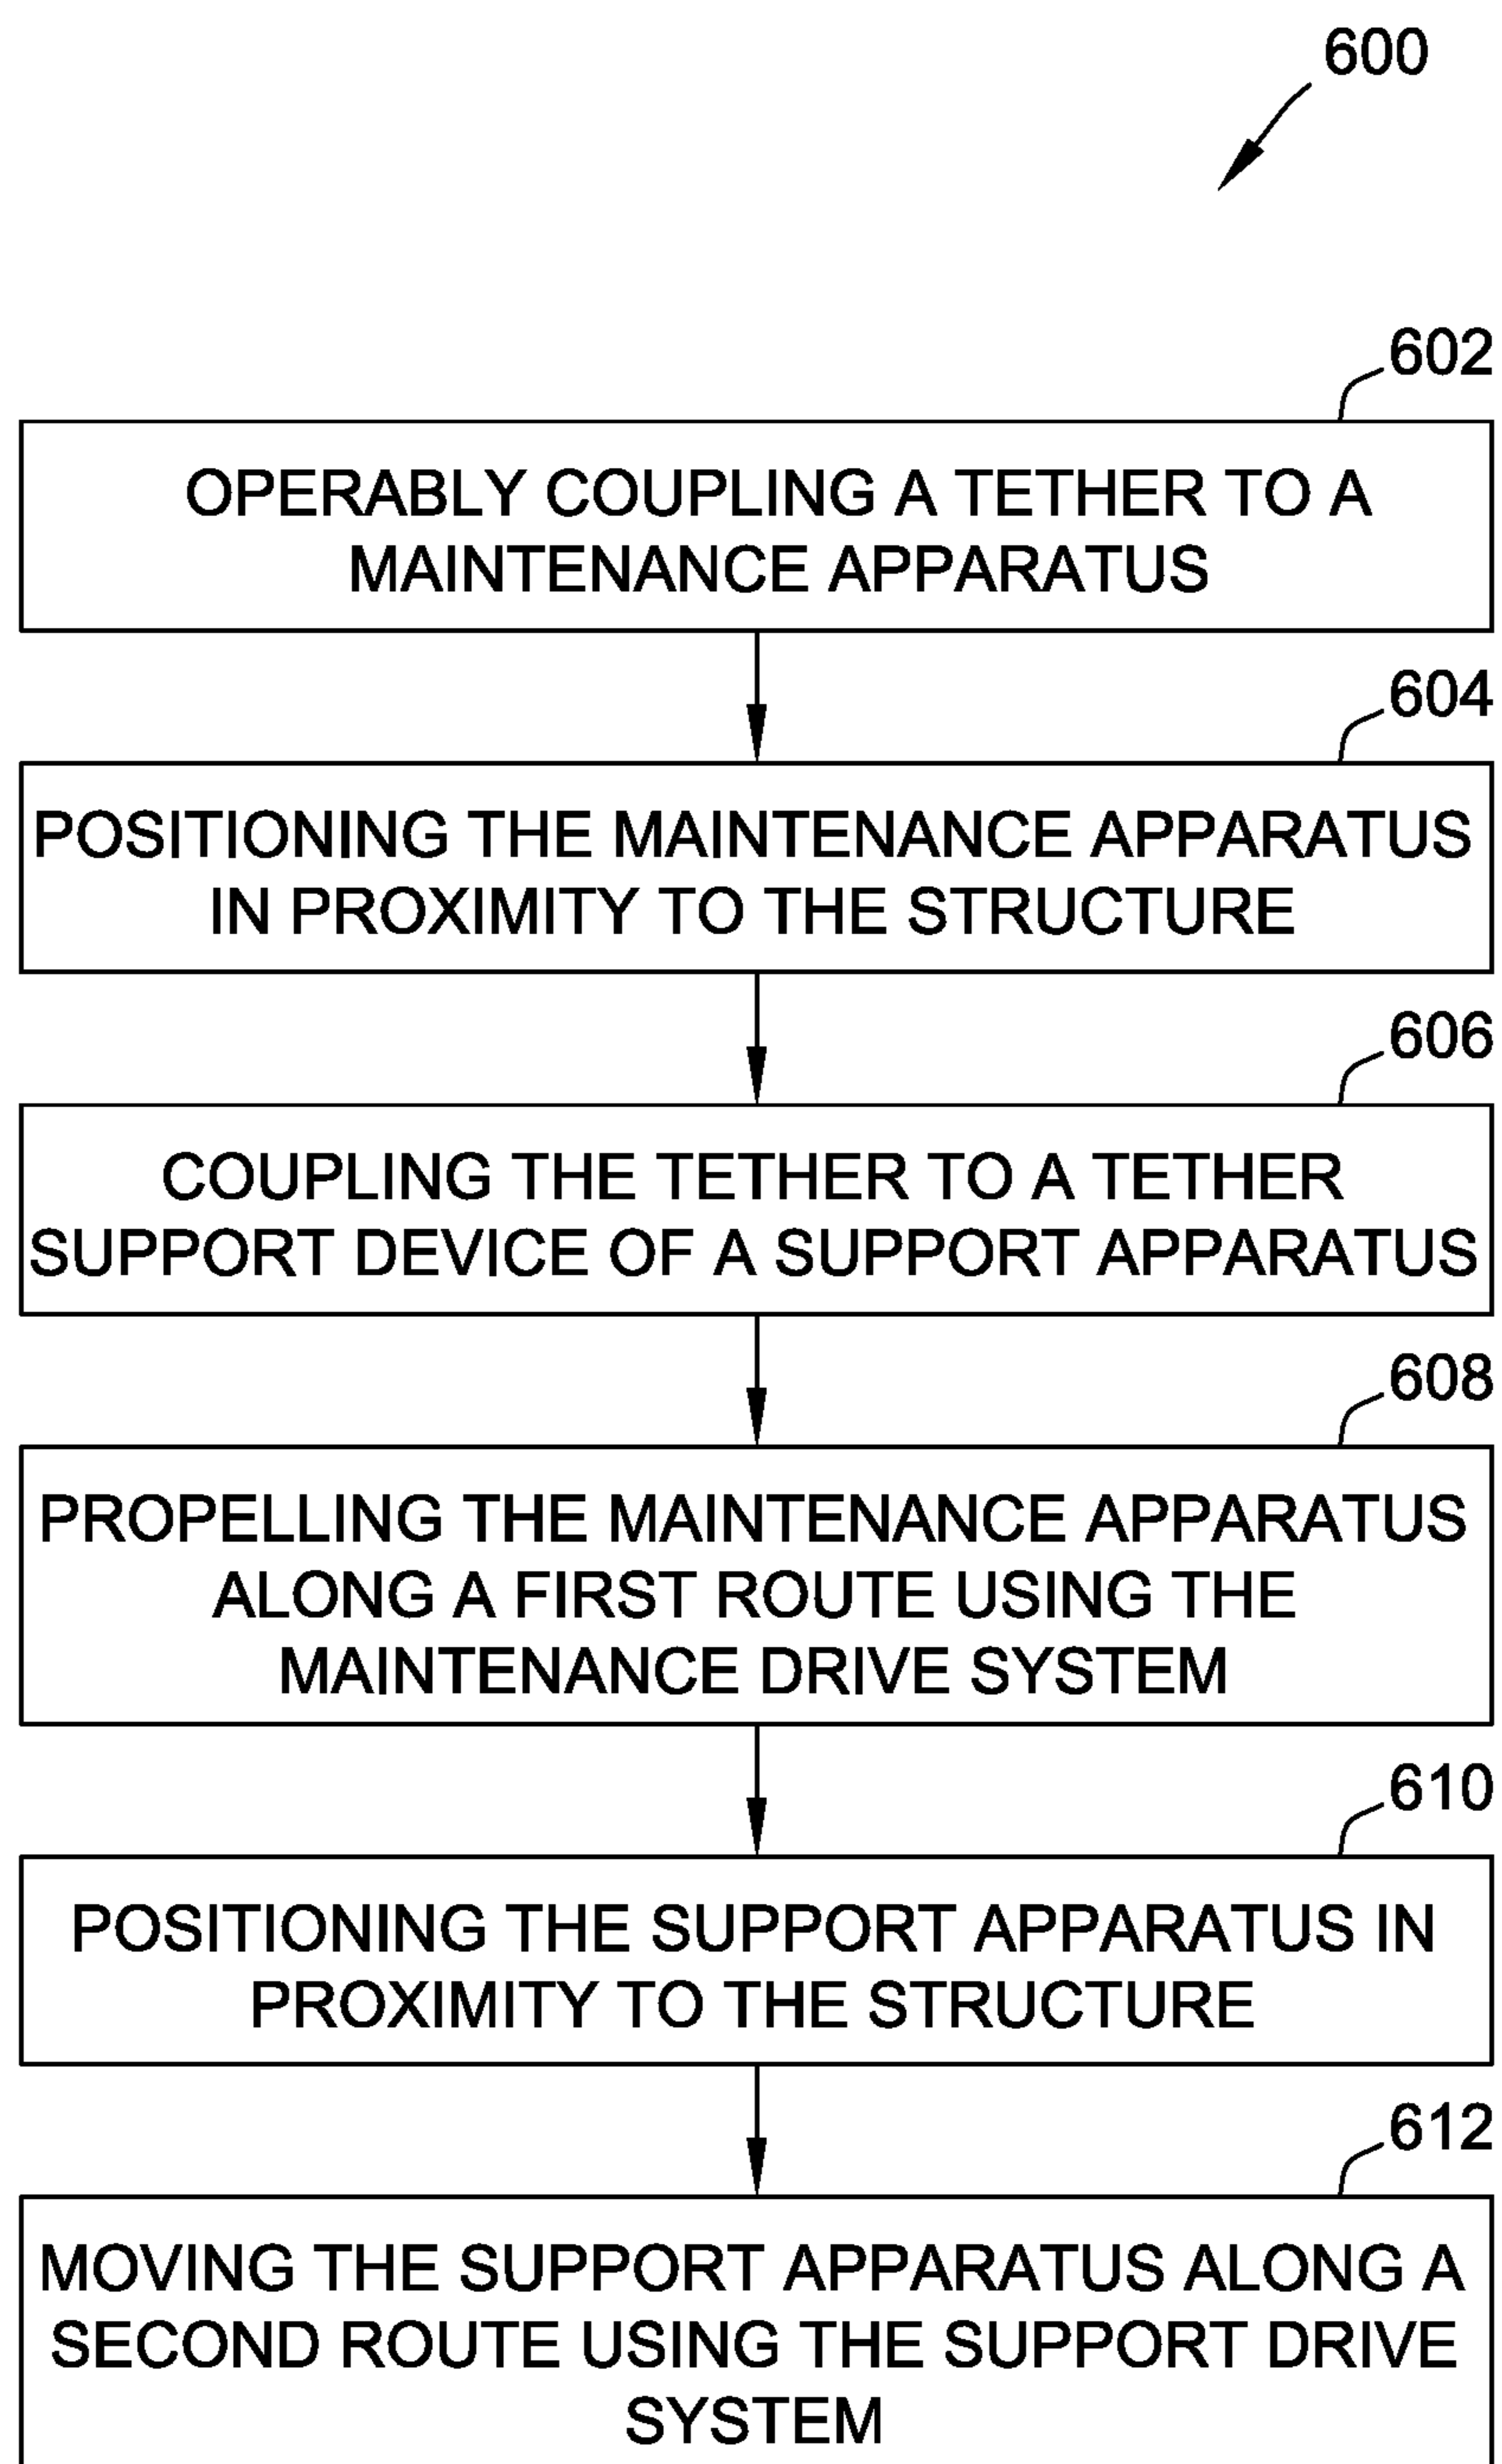 600
602
OPERABLY COUPLING A TETHER TO A
MAINTENANCE APPARATUS
604
POSITIONING THE MAINTENANCE APPARATUS
IN PROXIMITY TO THE STRUCTURE
606
COUPLING THE TETHER TO A TETHER
SUPPORT DEVICE OF A SUPPORT APPARATUS
608
PROPELLING THE MAINTENANCE APPARATUS
ALONG A FIRST ROUTE USING THE
MAINTENANCE DRIVE SYSTEM
610
POSITIONING THE SUPPORT APPARATUS IN
PROXIMITY TO THE STRUCTURE
612
MOVING THE SUPPORT APPARATUS ALONG A
SECOND ROUTE USING THE SUPPORT DRIVE
SYSTEM